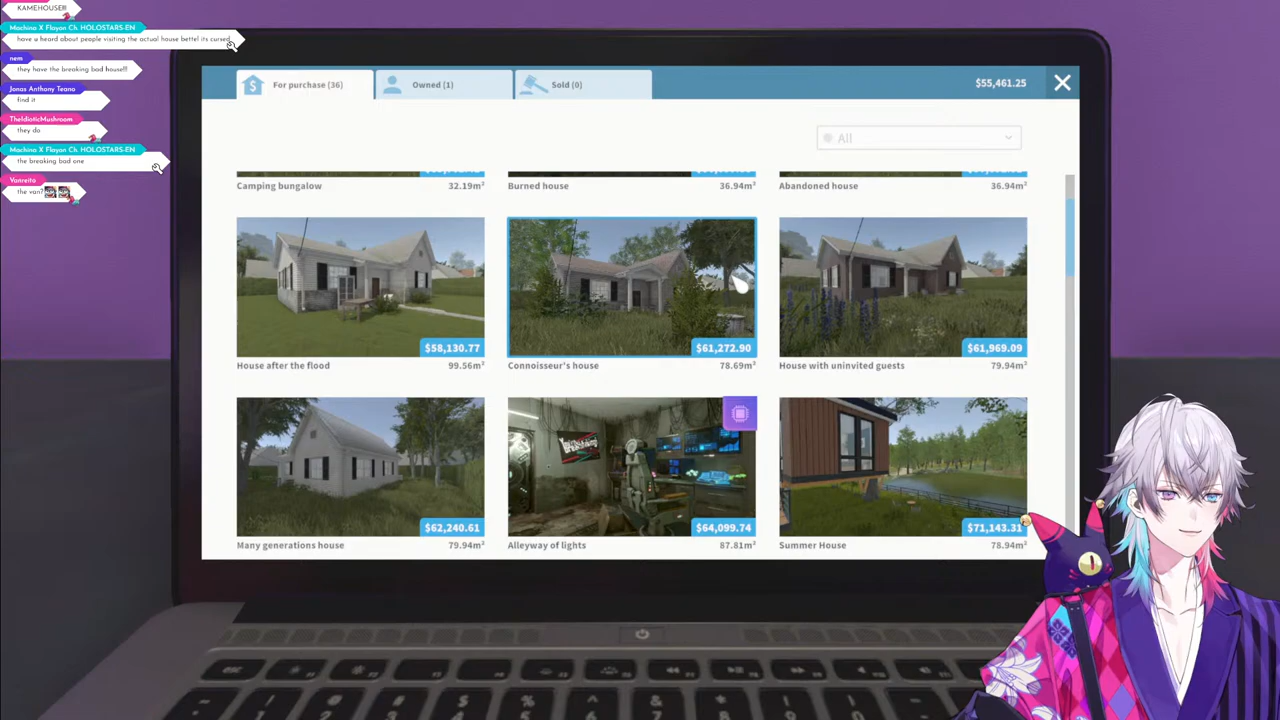 KAMEHOUSE!!
Machina X Flayon Ch. HOLOSTARS-EN
have u heard about people visiting the actual house bettel its cursed
nem
they have the breaking bad house!!!
Jonas Anthony Teano
find it
TheIdioticMushroom
they do
Machina X Flayon Ch. HOLOSTARS-EN
the breaking bad one
Vanreito
the van?
For purchase (36)
Owned (1)
Sold (0)
$55,461.25
All
Camping bungalow 32.19m²
Burned house 36.94m²
Abandoned house 36.94m²
$58,130.77
House after the flood 99.56m²
$61,272.90
Connoisseur's house 78.69m²
$61,969.09
House with uninvited guests 79.94m²
$62,240.61
Many generations house 79.94m²
$64,099.74
Alleyway of lights 87.81m²
$71,143.31
Summer House 78.94m²